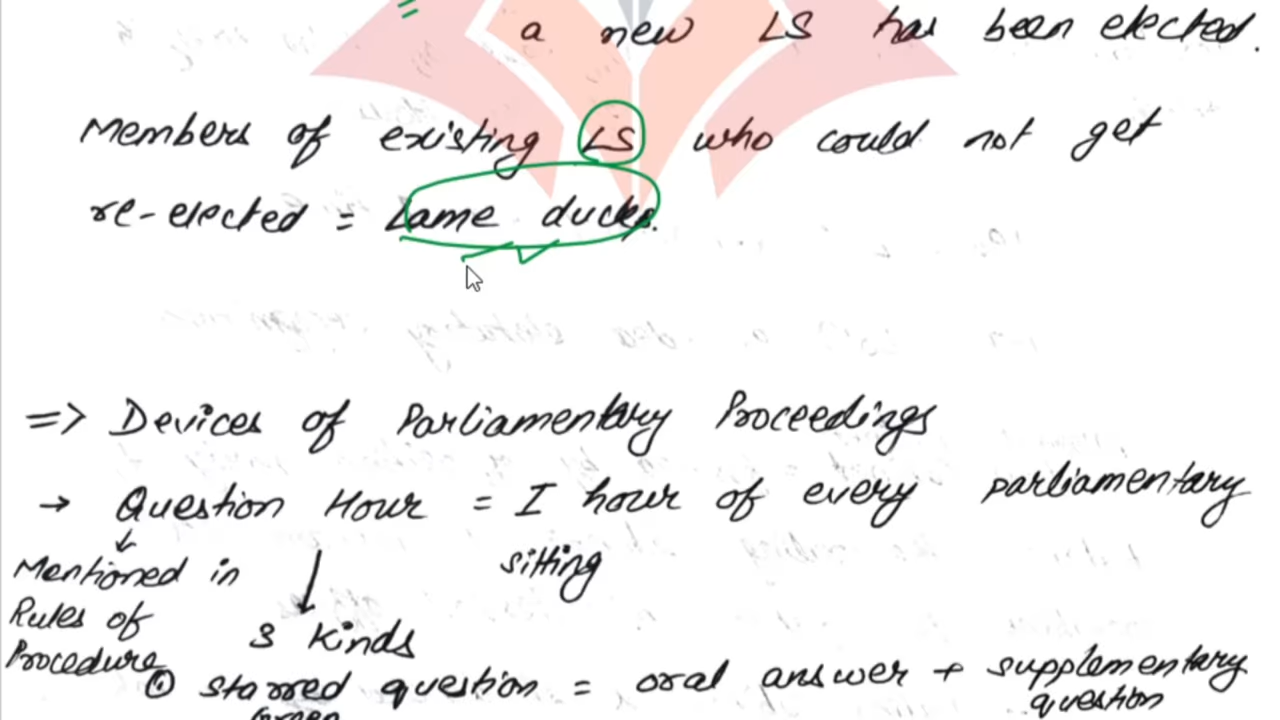 a new LS has been elected.
Members of existing LS who could not get
re-elected = Lame ducks.
=> Devices of Parliamentary Proceedings
→ Question Hour = I hour of every parliamentary
sitting
↓
Mentioned in
Rules of
Procedure
3 kinds
① starred question = oral answer + supplementary
question